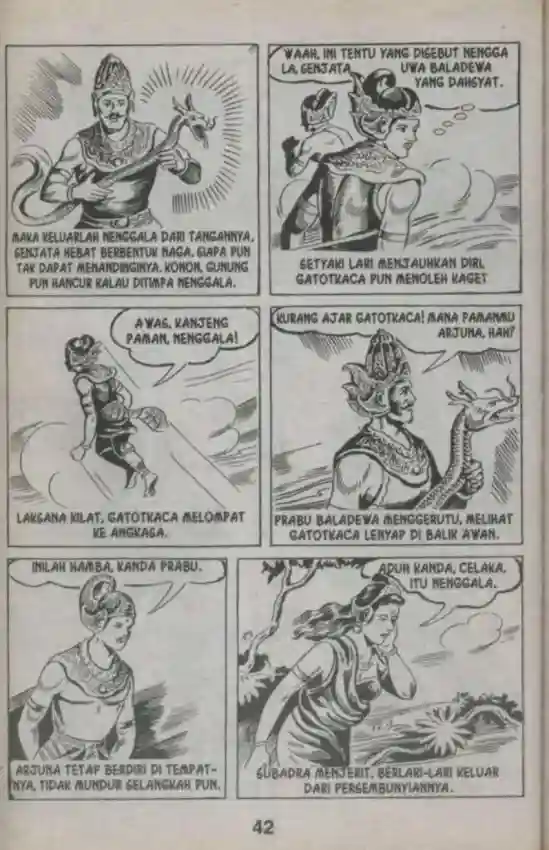 MAKA KELUARLAH NENGGALA DARI TANGANNYA.
SENJATA HEBAT BERBENTUK NAGA. SIAPA PUN
TAK DAPAT MENANDINGINYA. KONON, GUNUNG
PUN HANCUR KALAU DITIMPA NENGGALA.
WAAH, INI TENTU YANG DISEBUT NENGGA
LA, SENJATA UWA BALADEWA
YANG DAHSYAT.
SETYAKI LARI MENJAUHKAN DIRI.
GATOTKACA PUN MENOLEH KAGET
AWAS, KANJENG
PAMAN, NENGGALA!
LAKSANA KILAT, GATOTKACA MELOMPAT
KE ANGKASA.
KURANG AJAR GATOTKACA! MANA PAMANMU
ARJUNA, HAH?
PRABU BALADEWA MENGGERUTU, MELIHAT
GATOTKACA LENYAP DI BALIK AWAN.
INILAH HAMBA, KANDA PRABU.
ARJUNA TETAP BERDIRI DI TEMPAT-
NYA, TIDAK MUNDUR SELANGKAH PUN.
ADUH KANDA, CELAKA.
ITU NENGGALA.
SUBADRA MENJERIT, BERLARI-LARI KELUAR
DARI PERSEMBUNYIANNYA.
42